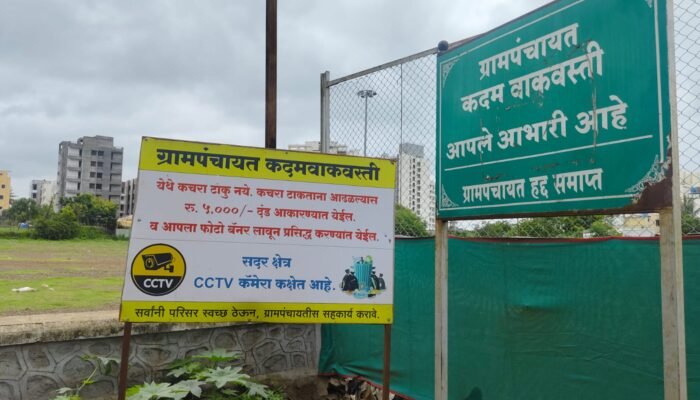 ग्रामपंचायत कदमवाकवस्ती
येथे कचरा टाकु नये. कचरा टाकताना आढळल्यास
रु. ५,०००/- दंड आकारण्यात येईल.
व आपला फोटो बॅनर लावून प्रसिद्ध करण्यात येईल.
सदर क्षेत्र
CCTV कॅमेरा कक्षेत आहे.
CCTV
सर्वांनी परिसर स्वच्छ ठेऊन, ग्रामपंचायतीस सहकार्य करावे.
ग्रामपंचायत
कदम वाकवस्ती
आपले आभारी आहे
ग्रामपंचायत हद्द समाप्त